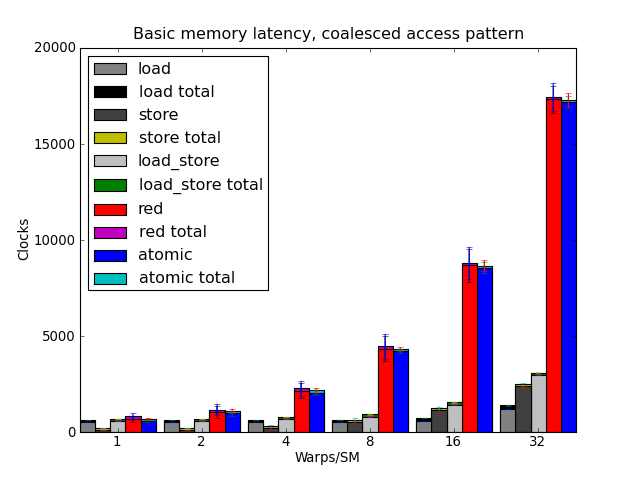 Basic memory latency, coalesced access pattern
20000
15000
10000
5000
0
Clocks
load
load total
store
store total
load_store
load_store total
red
red total
atomic
atomic total
1 2 4 8 16 32
Warps/SM